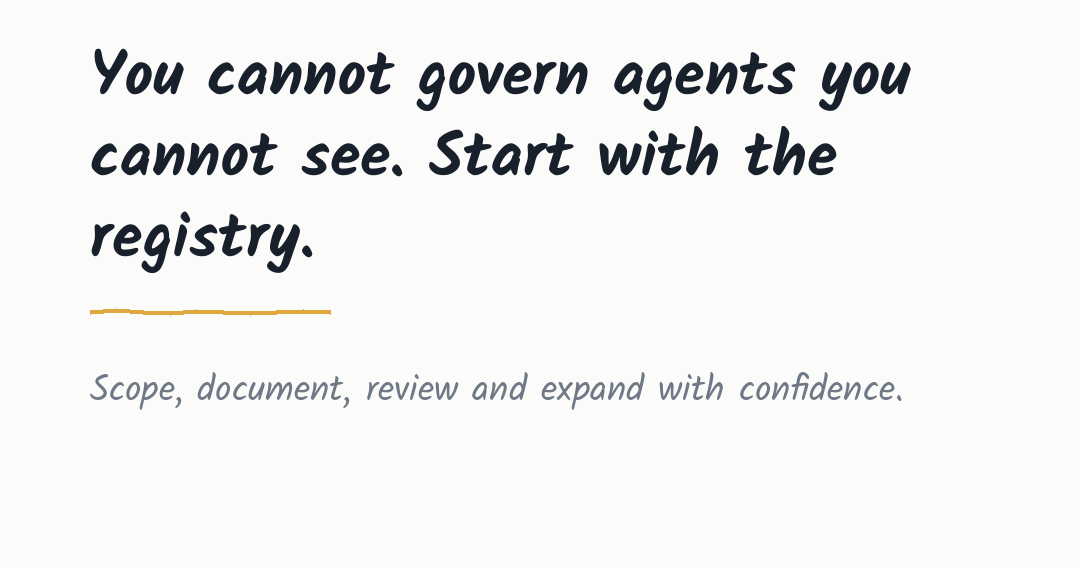 You cannot govern agents you
cannot see. Start with the
registry.
Scope, document, review and expand with confidence.